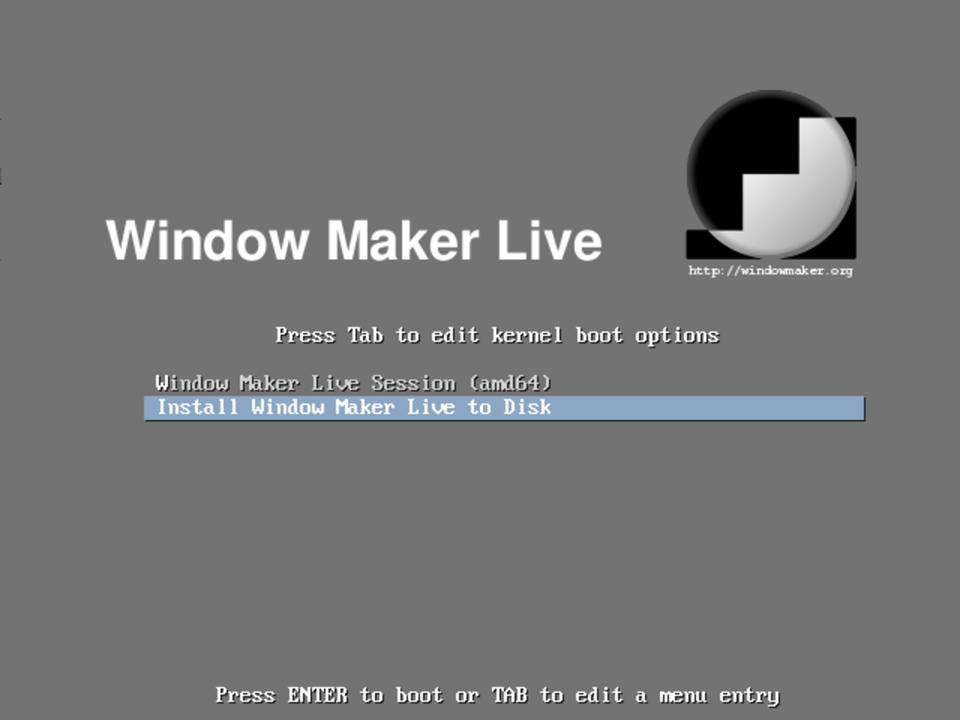 Window Maker Live
http://windowmaker.org
Press Tab to edit kernel boot options
Window Maker Live Session (amd64)
Install Window Maker Live to Disk
Press ENTER to boot or TAB to edit a menu entry